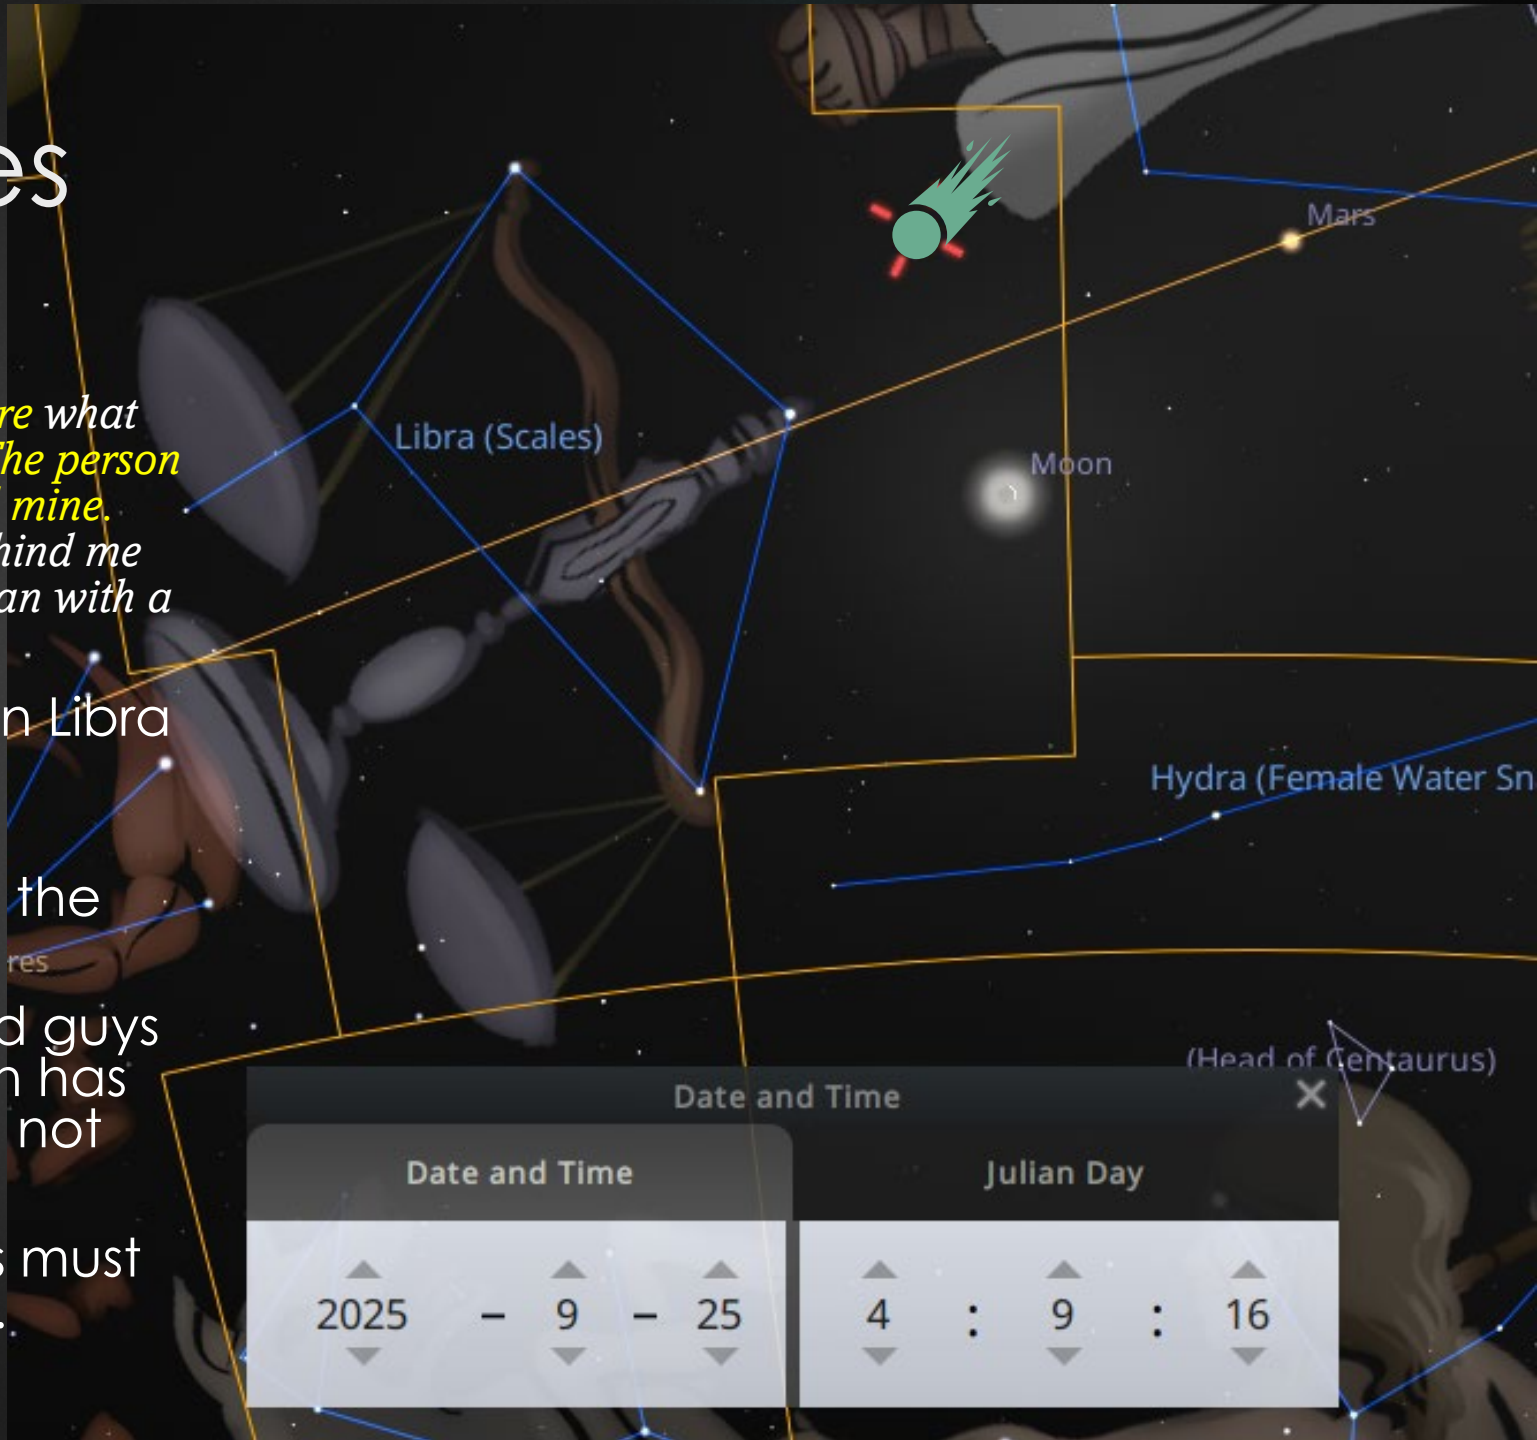 es
re what
The person
mine.
hind me
an with a
n Libra
the
res
d guys
n has
not
s must
.
Mars
Libra (Scales)
Moon
Hydra (Female Water Sn
(Head of Centaurus)
Date and Time
Date and Time
Julian Day
2025 - 9 - 25 4 : 9 : 16